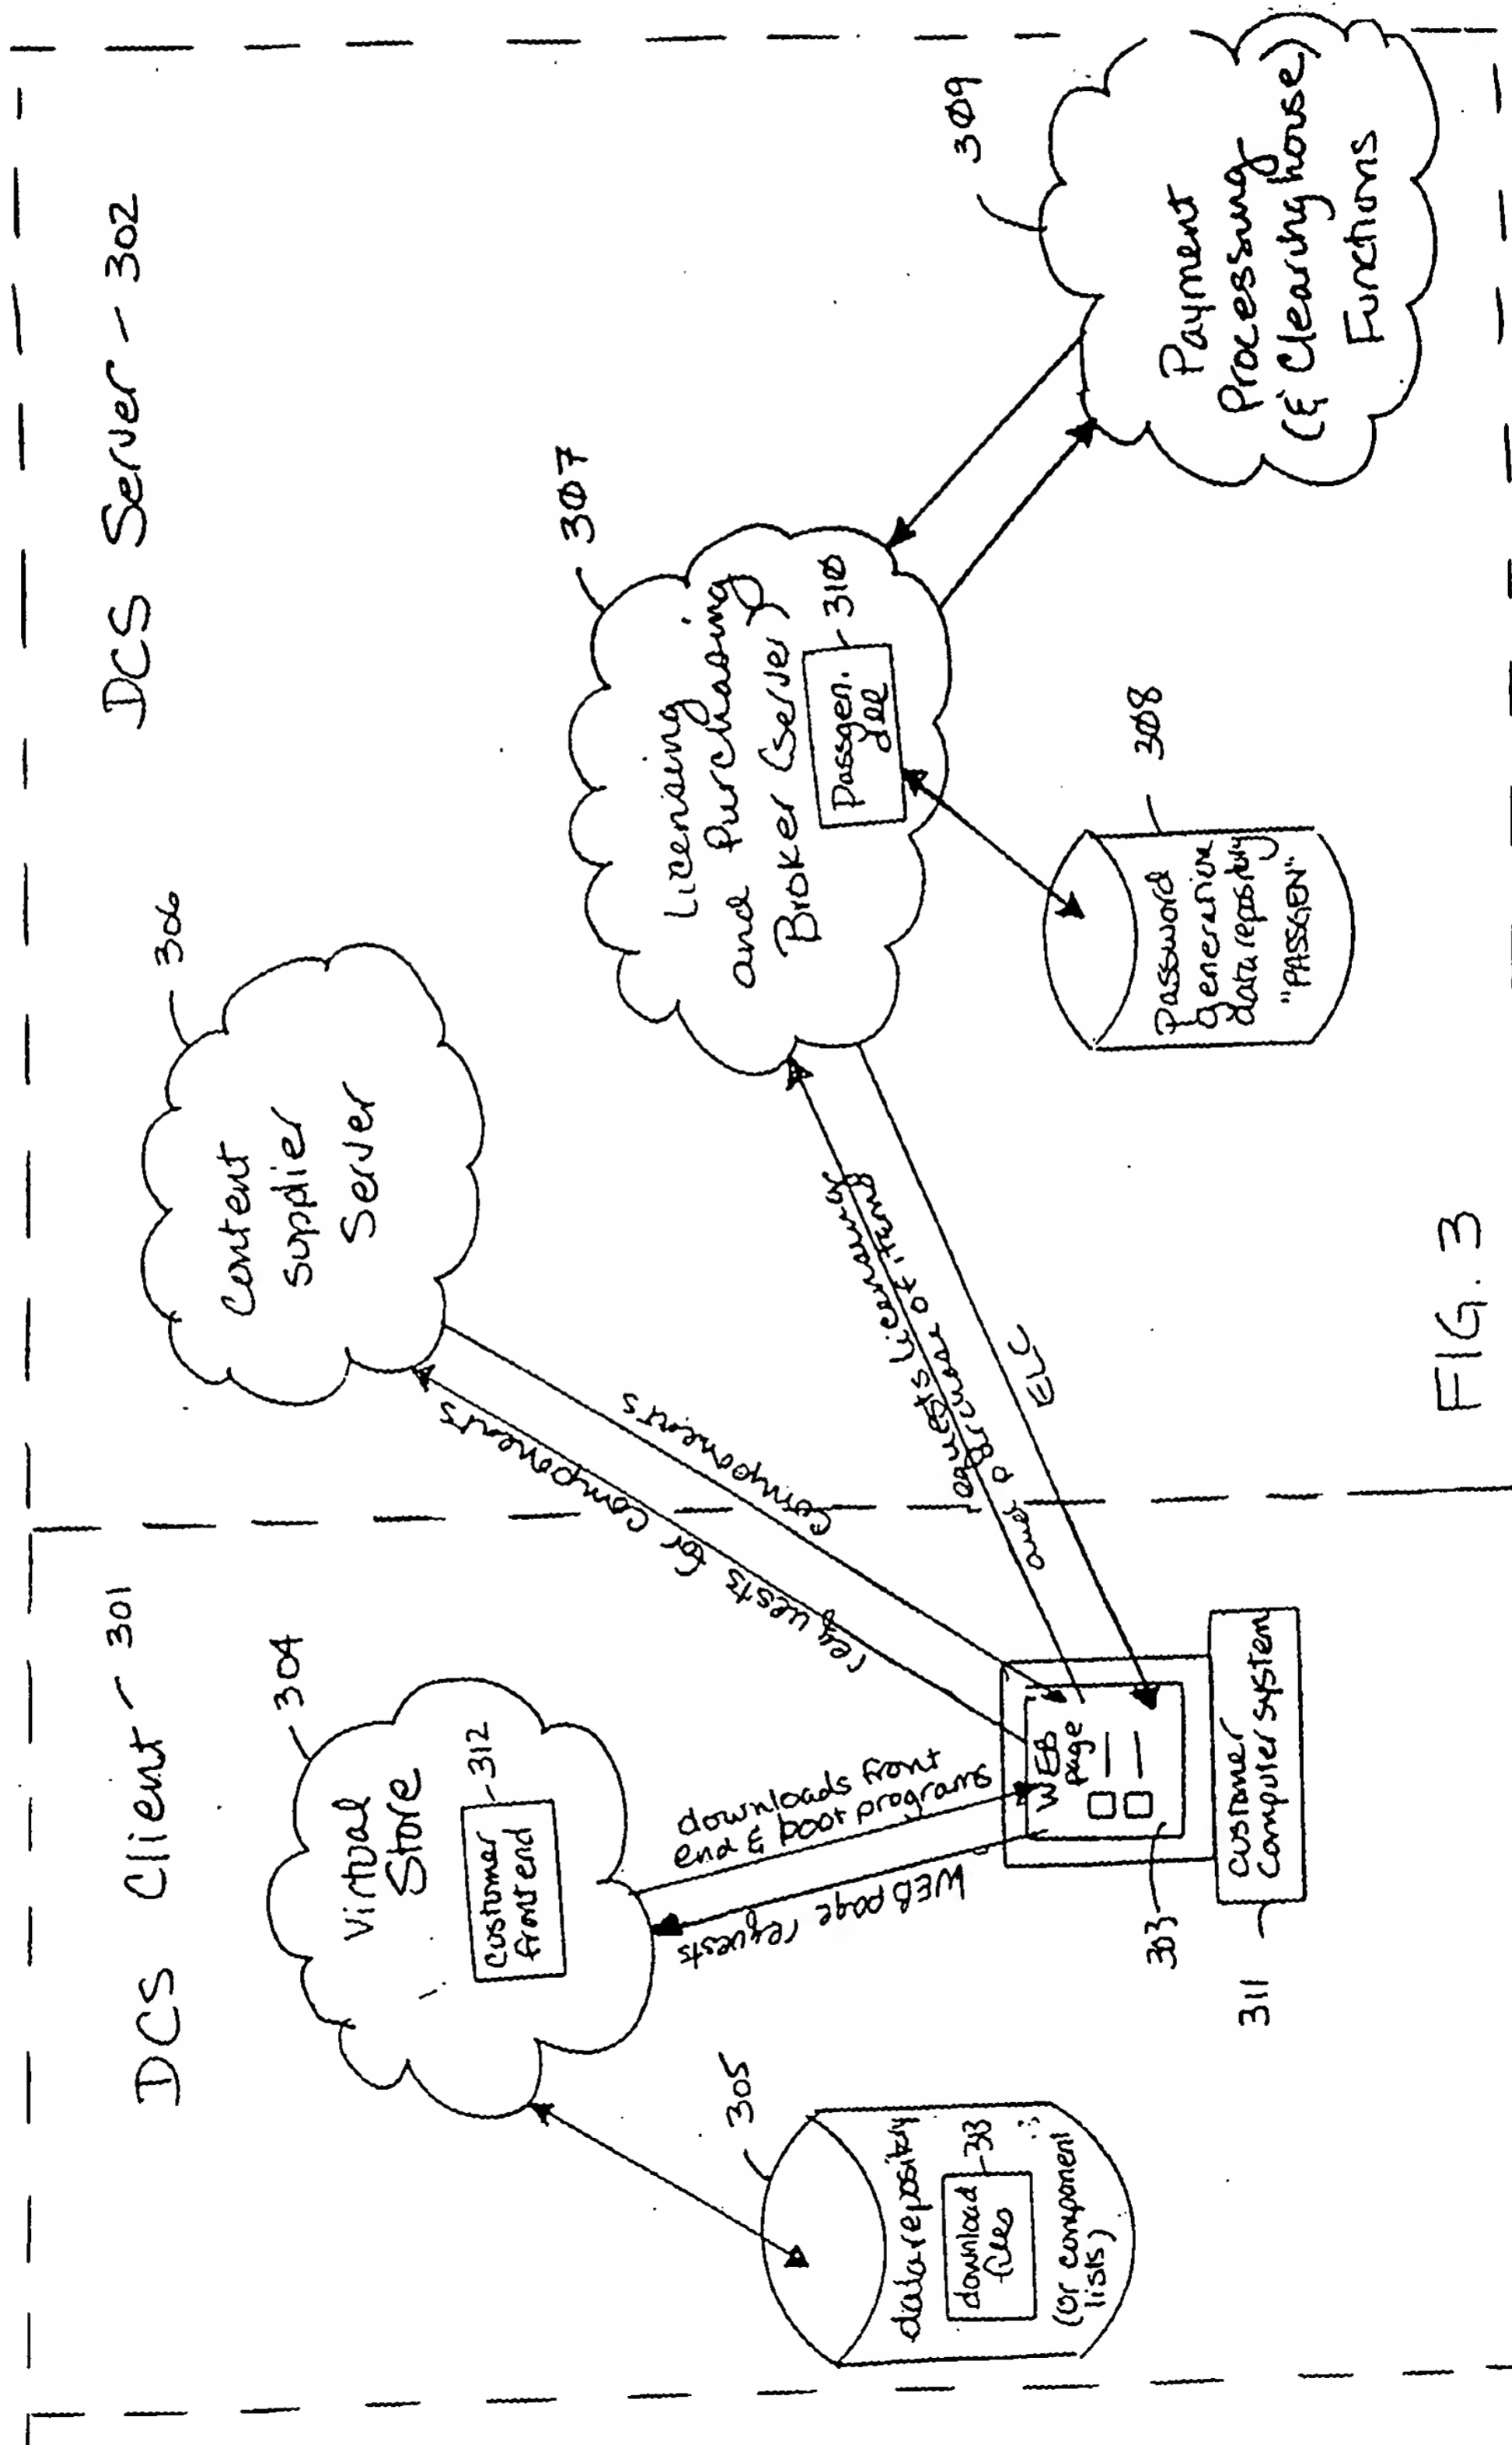 DCS Client - 301
DCS Server - 302
304
Virtual
Store
312
Customer
front end
305
data repository
download
files
313
(or component
lists)
WEB page requests
downloads front
end & boot programs
WEB
page
303
311
customer
computer system
requests for components
components
306
Content
Supplier
Server
requests licensing
and purchase of items
ELC
307
Licensing
and Purchasing
Broker (server)
Passgen.
dll
310
308
Password
generation
data repository
"PASSGEN"
309
Payment
Processing
(& Clearinghouse)
Functions
FIG. 3